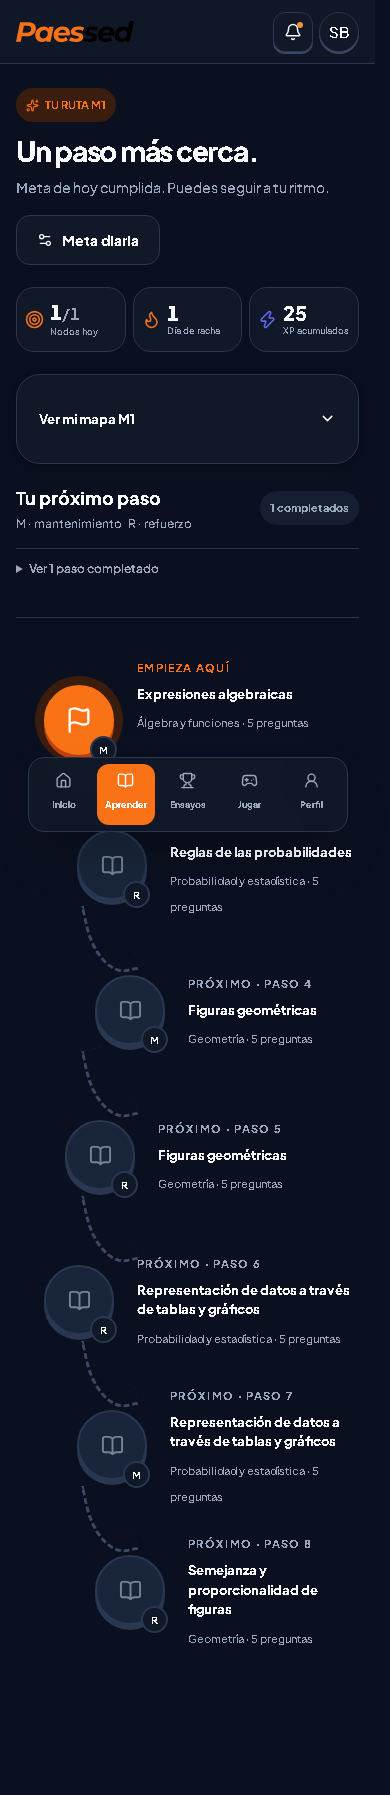 Paessed
SB
TU RUTA M1
Un paso más cerca.
Meta de hoy cumplida. Puedes seguir a tu ritmo.
Meta diaria
1/1
Nodos hoy
1
Día de racha
25
XP acumulados
Ver mi mapa M1
Tu próximo paso
M · mantenimiento R · refuerzo
1 completados
Ver 1 paso completado
EMPIEZA AQUÍ
Expresiones algebraicas
Álgebra y funciones · 5 preguntas
M
Inicio
Aprender
Ensayos
Jugar
Perfil
Reglas de las probabilidades
Probabilidad y estadística · 5
preguntas
R
PRÓXIMO · PASO 4
Figuras geométricas
Geometría · 5 preguntas
M
PRÓXIMO · PASO 5
Figuras geométricas
Geometría · 5 preguntas
R
PRÓXIMO · PASO 6
Representación de datos a través
de tablas y gráficos
Probabilidad y estadística · 5 preguntas
R
PRÓXIMO · PASO 7
Representación de datos a
través de tablas y gráficos
Probabilidad y estadística · 5
preguntas
M
PRÓXIMO · PASO 8
Semejanza y
proporcionalidad de
figuras
Geometría · 5 preguntas
R